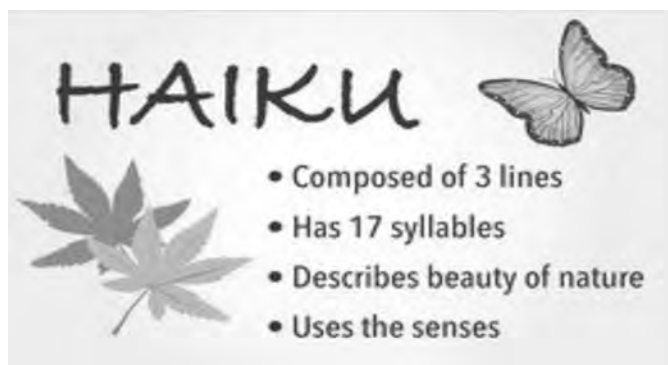 HAIKU
• Composed of 3 lines
• Has 17 syllables
• Describes beauty of nature
• Uses the senses